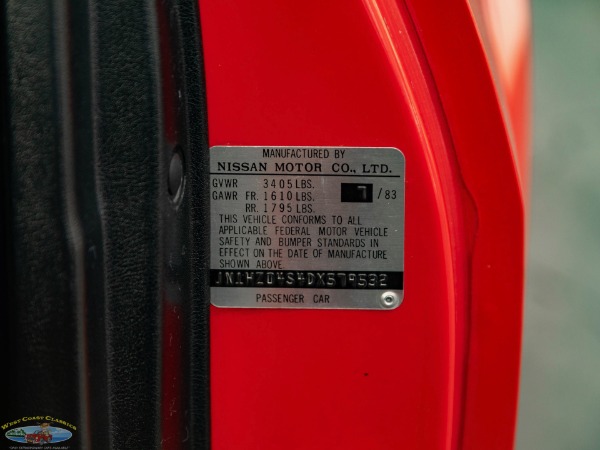 MANUFACTURED BY
NISSAN MOTOR CO., LTD.
GVWR 3405 LBS. 7 / 83
GAWR FR. 1610 LBS.
RR. 1795 LBS.
THIS VEHICLE CONFORMS TO ALL
APPLICABLE FEDERAL MOTOR VEHICLE
SAFETY AND BUMPER STANDARDS IN
EFFECT ON THE DATE OF MANUFACTURE
SHOWN ABOVE.
PASSENGER CAR
WEST COAST CLASSICS